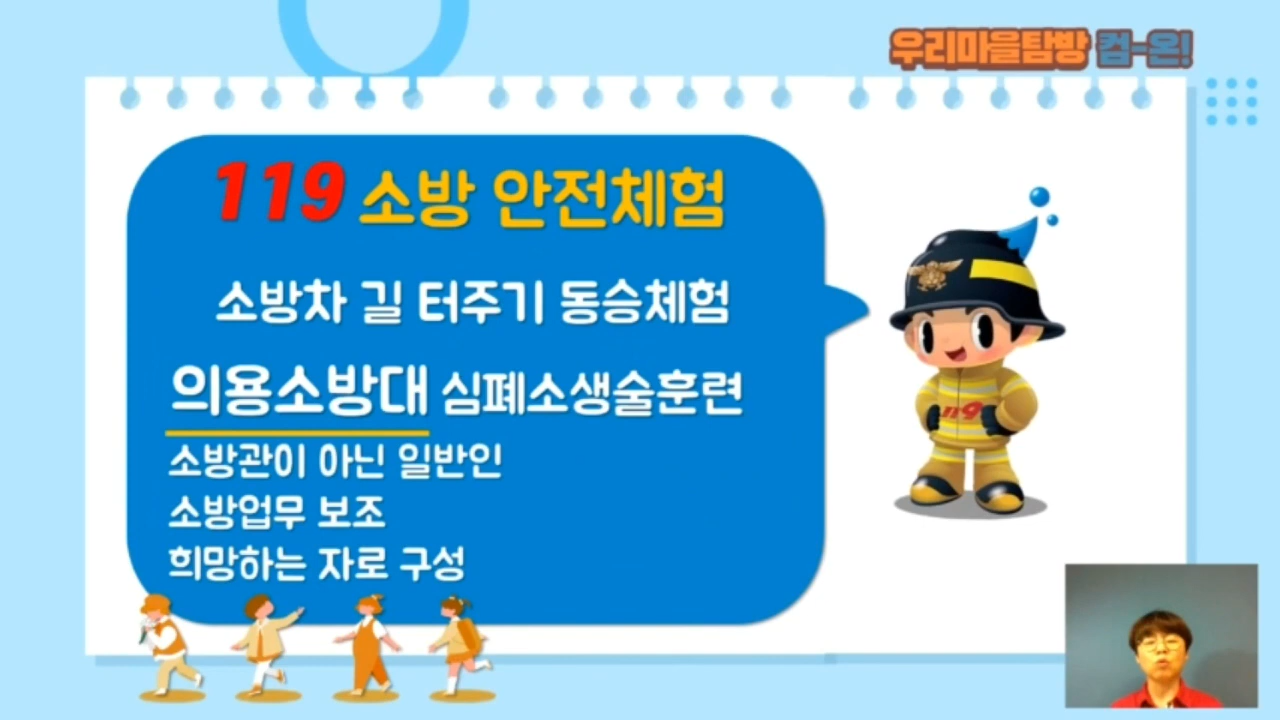 우리마을탐방 컴-온!
119 소방 안전체험
소방차 길 터주기 동승체험
의용소방대 심폐소생술훈련
소방관이 아닌 일반인
소방업무 보조
희망하는 자로 구성
119